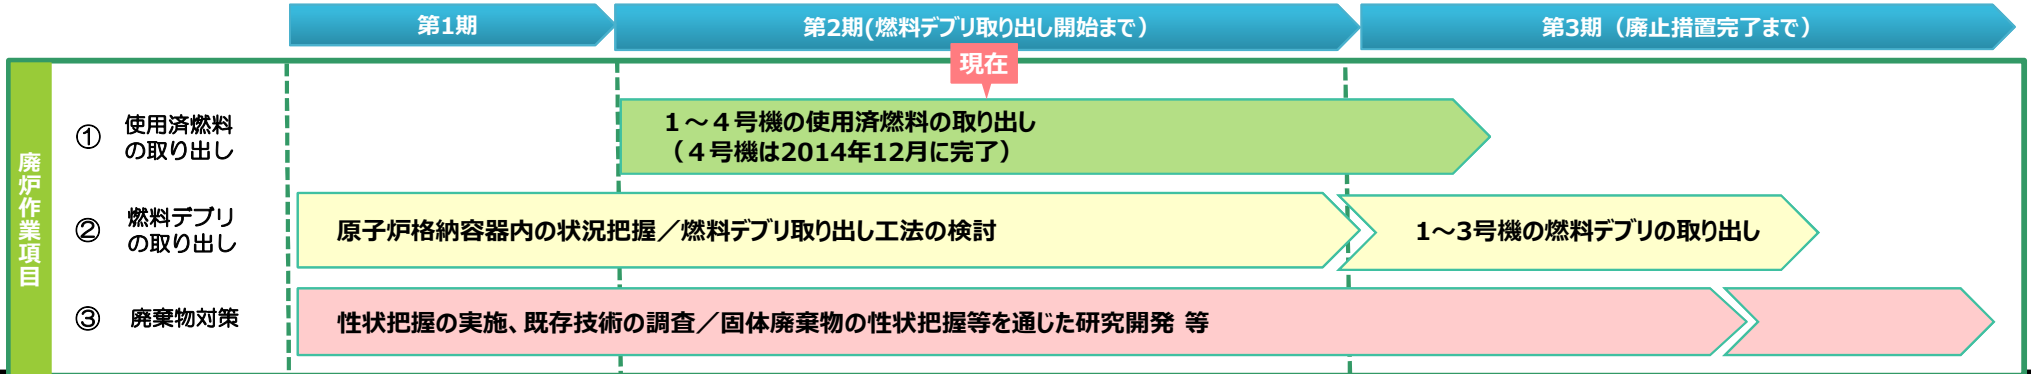 第1期
第2期(燃料デブリ取り出し開始まで)
第3期（廃止措置完了まで）
現在
廃炉作業項目
① 使用済燃料
の取り出し
１～４号機の使用済燃料の取り出し
（４号機は2014年12月に完了）
② 燃料デブリ
の取り出し
原子炉格納容器内の状況把握／燃料デブリ取り出し工法の検討
1～3号機の燃料デブリの取り出し
③ 廃棄物対策
性状把握の実施、既存技術の調査／固体廃棄物の性状把握等を通じた研究開発 等